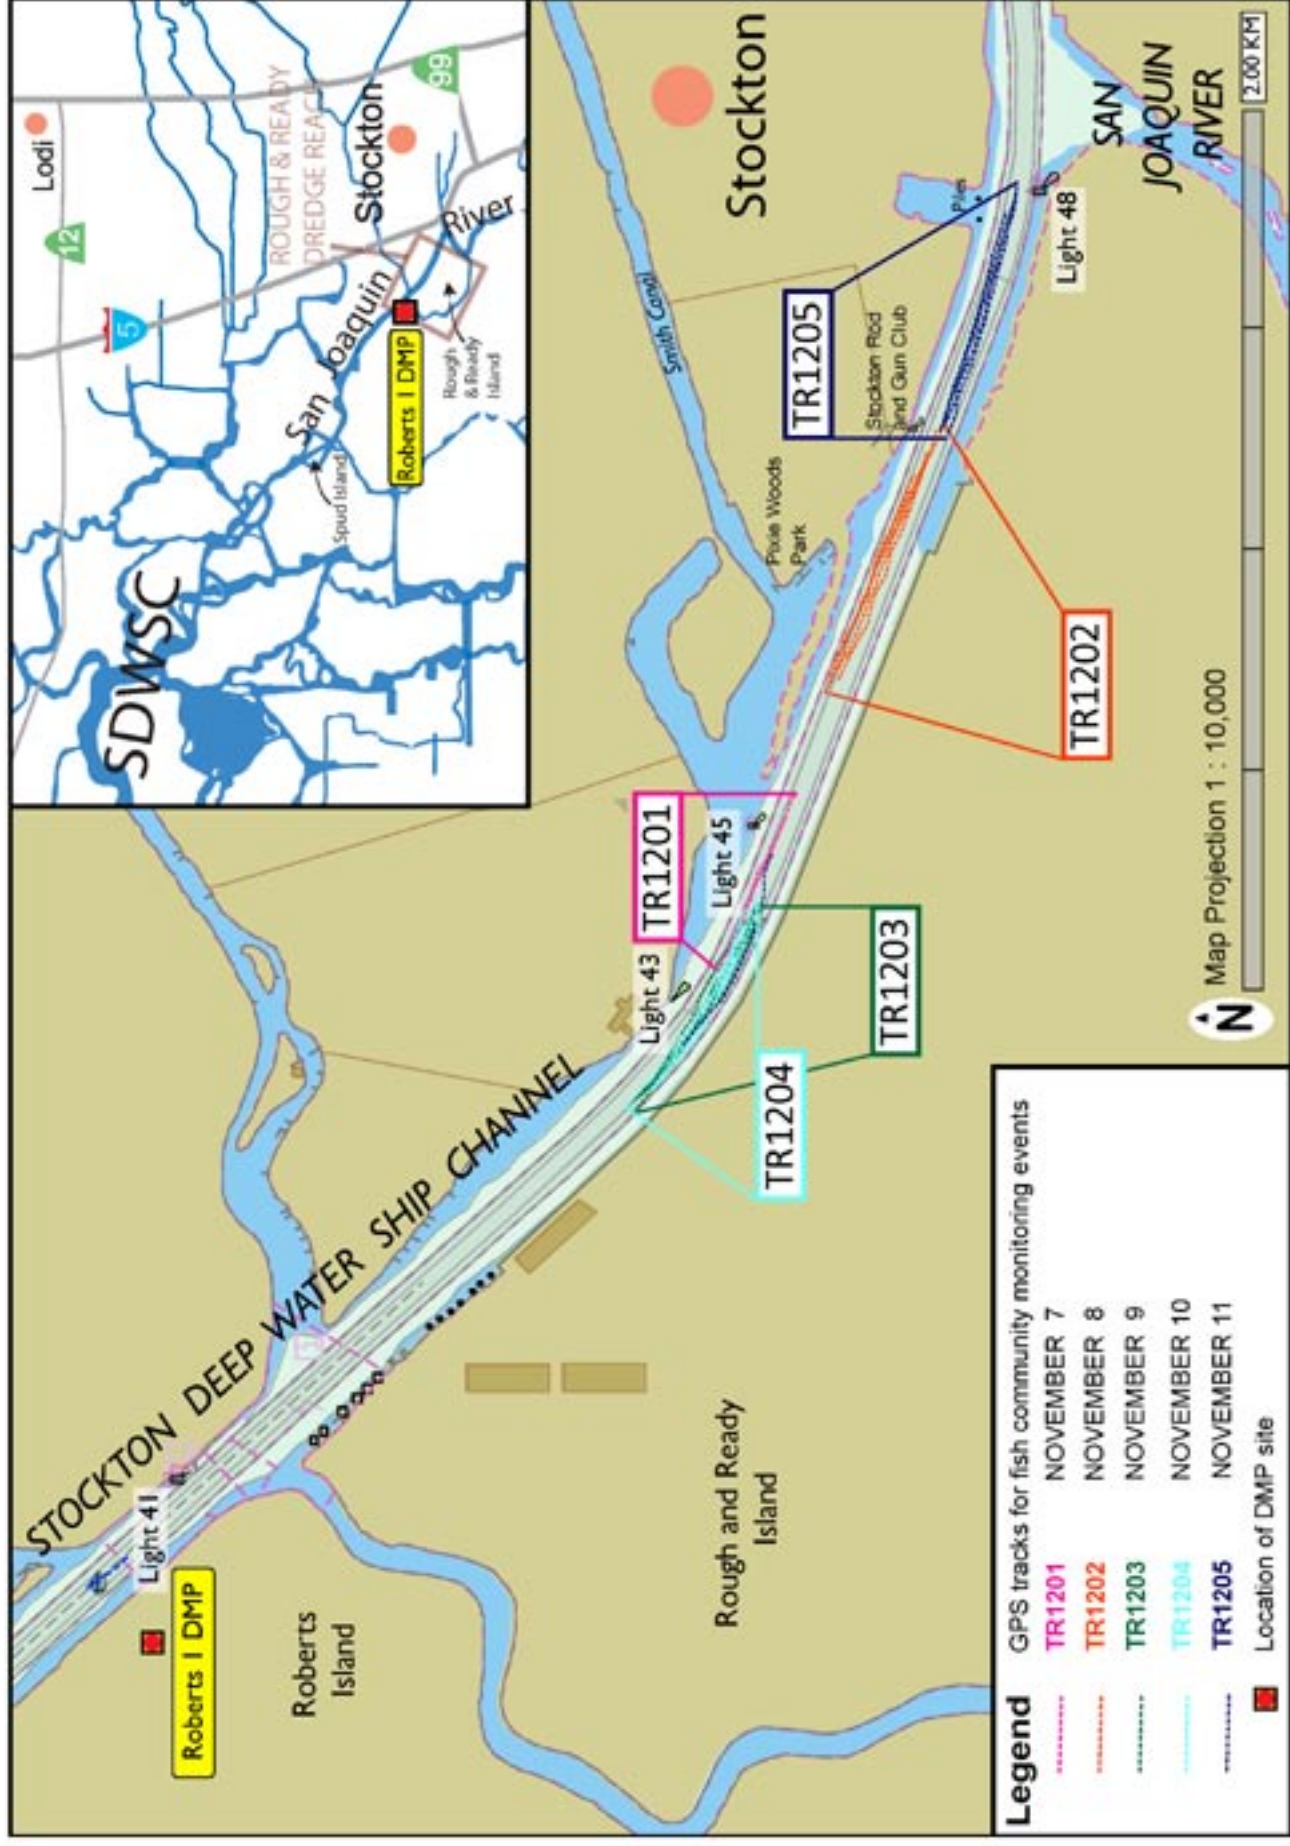 STOCKTON DEEP WATER SHIP CHANNEL
Light 41
Roberts I DMP
Roberts
Island
Rough and Ready
Island
Light 43
Light 45
TR1201
TR1204
TR1203
TR1202
TR1205
Pixie Woods
Park
Smith Canal
Stockton Rod
and Gun Club
Piles
Light 48
Stockton
SAN
JOAQUIN
RIVER
SDWSC
Lodi
12
5
99
ROUGH & READY
DREDGE REACH
Stockton
San Joaquin River
Spud Island
Roberts I DMP
Rough
& Ready
Island
Legend
GPS tracks for fish community monitoring events
TR1201 NOVEMBER 7
TR1202 NOVEMBER 8
TR1203 NOVEMBER 9
TR1204 NOVEMBER 10
TR1205 NOVEMBER 11
Location of DMP site
N
Map Projection 1 : 10,000
2.00 KM